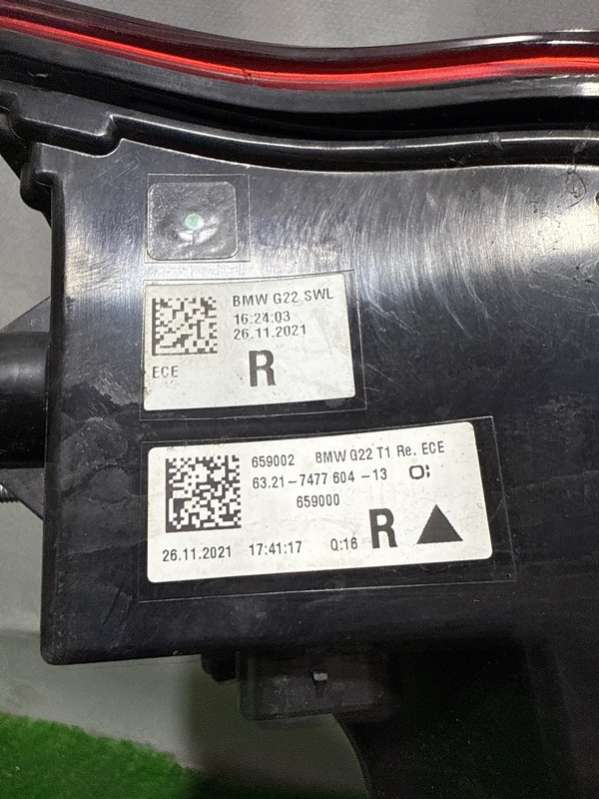 BMW G22 SWL
16:24:03
26.11.2021
ECE
R
659002 BMW G22 T1 Re. ECE
63.21-7477 604-13
659000
26.11.2021 17:41:17 Q:16 R